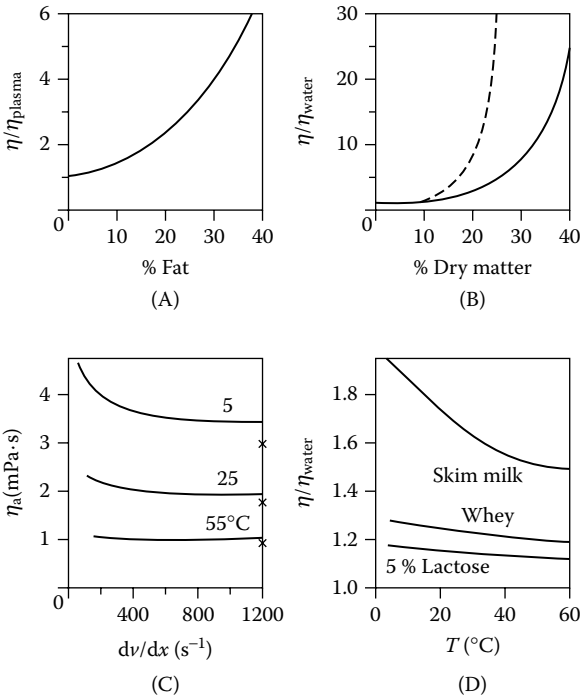 6
4
2
0
η/ηplasma
10
20
30
40
% Fat
(A)
30
20
10
0
η/ηwater
10
20
30
40
% Dry matter
(B)
4
3
2
1
0
ηa(mPa·s)
5
25
55°C
400
800
1200
dv/dx (s⁻¹)
(C)
1.8
1.6
1.4
1.2
1.0
η/ηwater
Skim milk
Whey
5 % Lactose
0
20
40
60
T (°C)
(D)